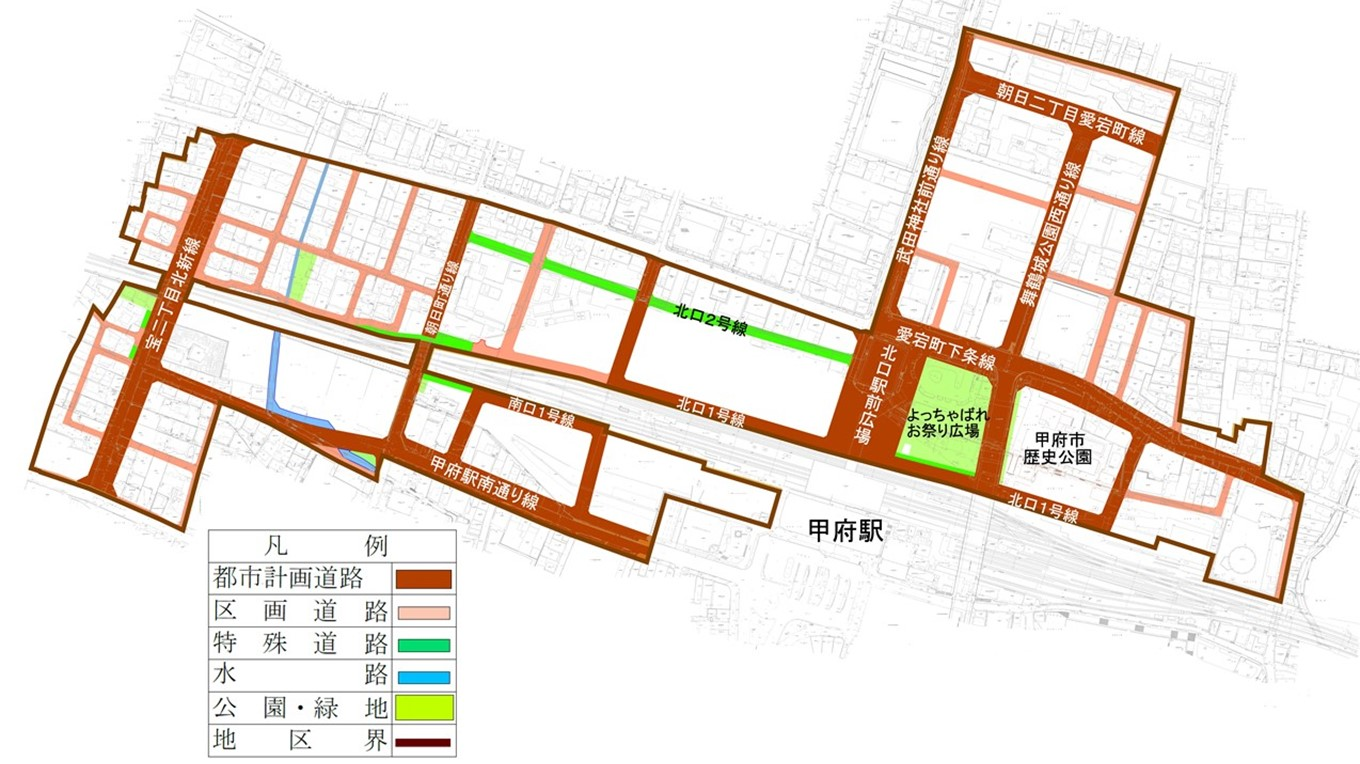 朝日二丁目愛宕町線
武田神社前通り線
舞鶴城公園西通り線
宝二丁目北新線
朝日町通り線
北口2号線
愛宕町下条線
北口駅前広場
よっちゃばれ
お祭り広場
甲府市
歴史公園
南口1号線
北口1号線
甲府駅南通り線
北口1号線
甲府駅
凡例
都市計画道路
区画道路
特殊道路
水路
公園・緑地
地区界